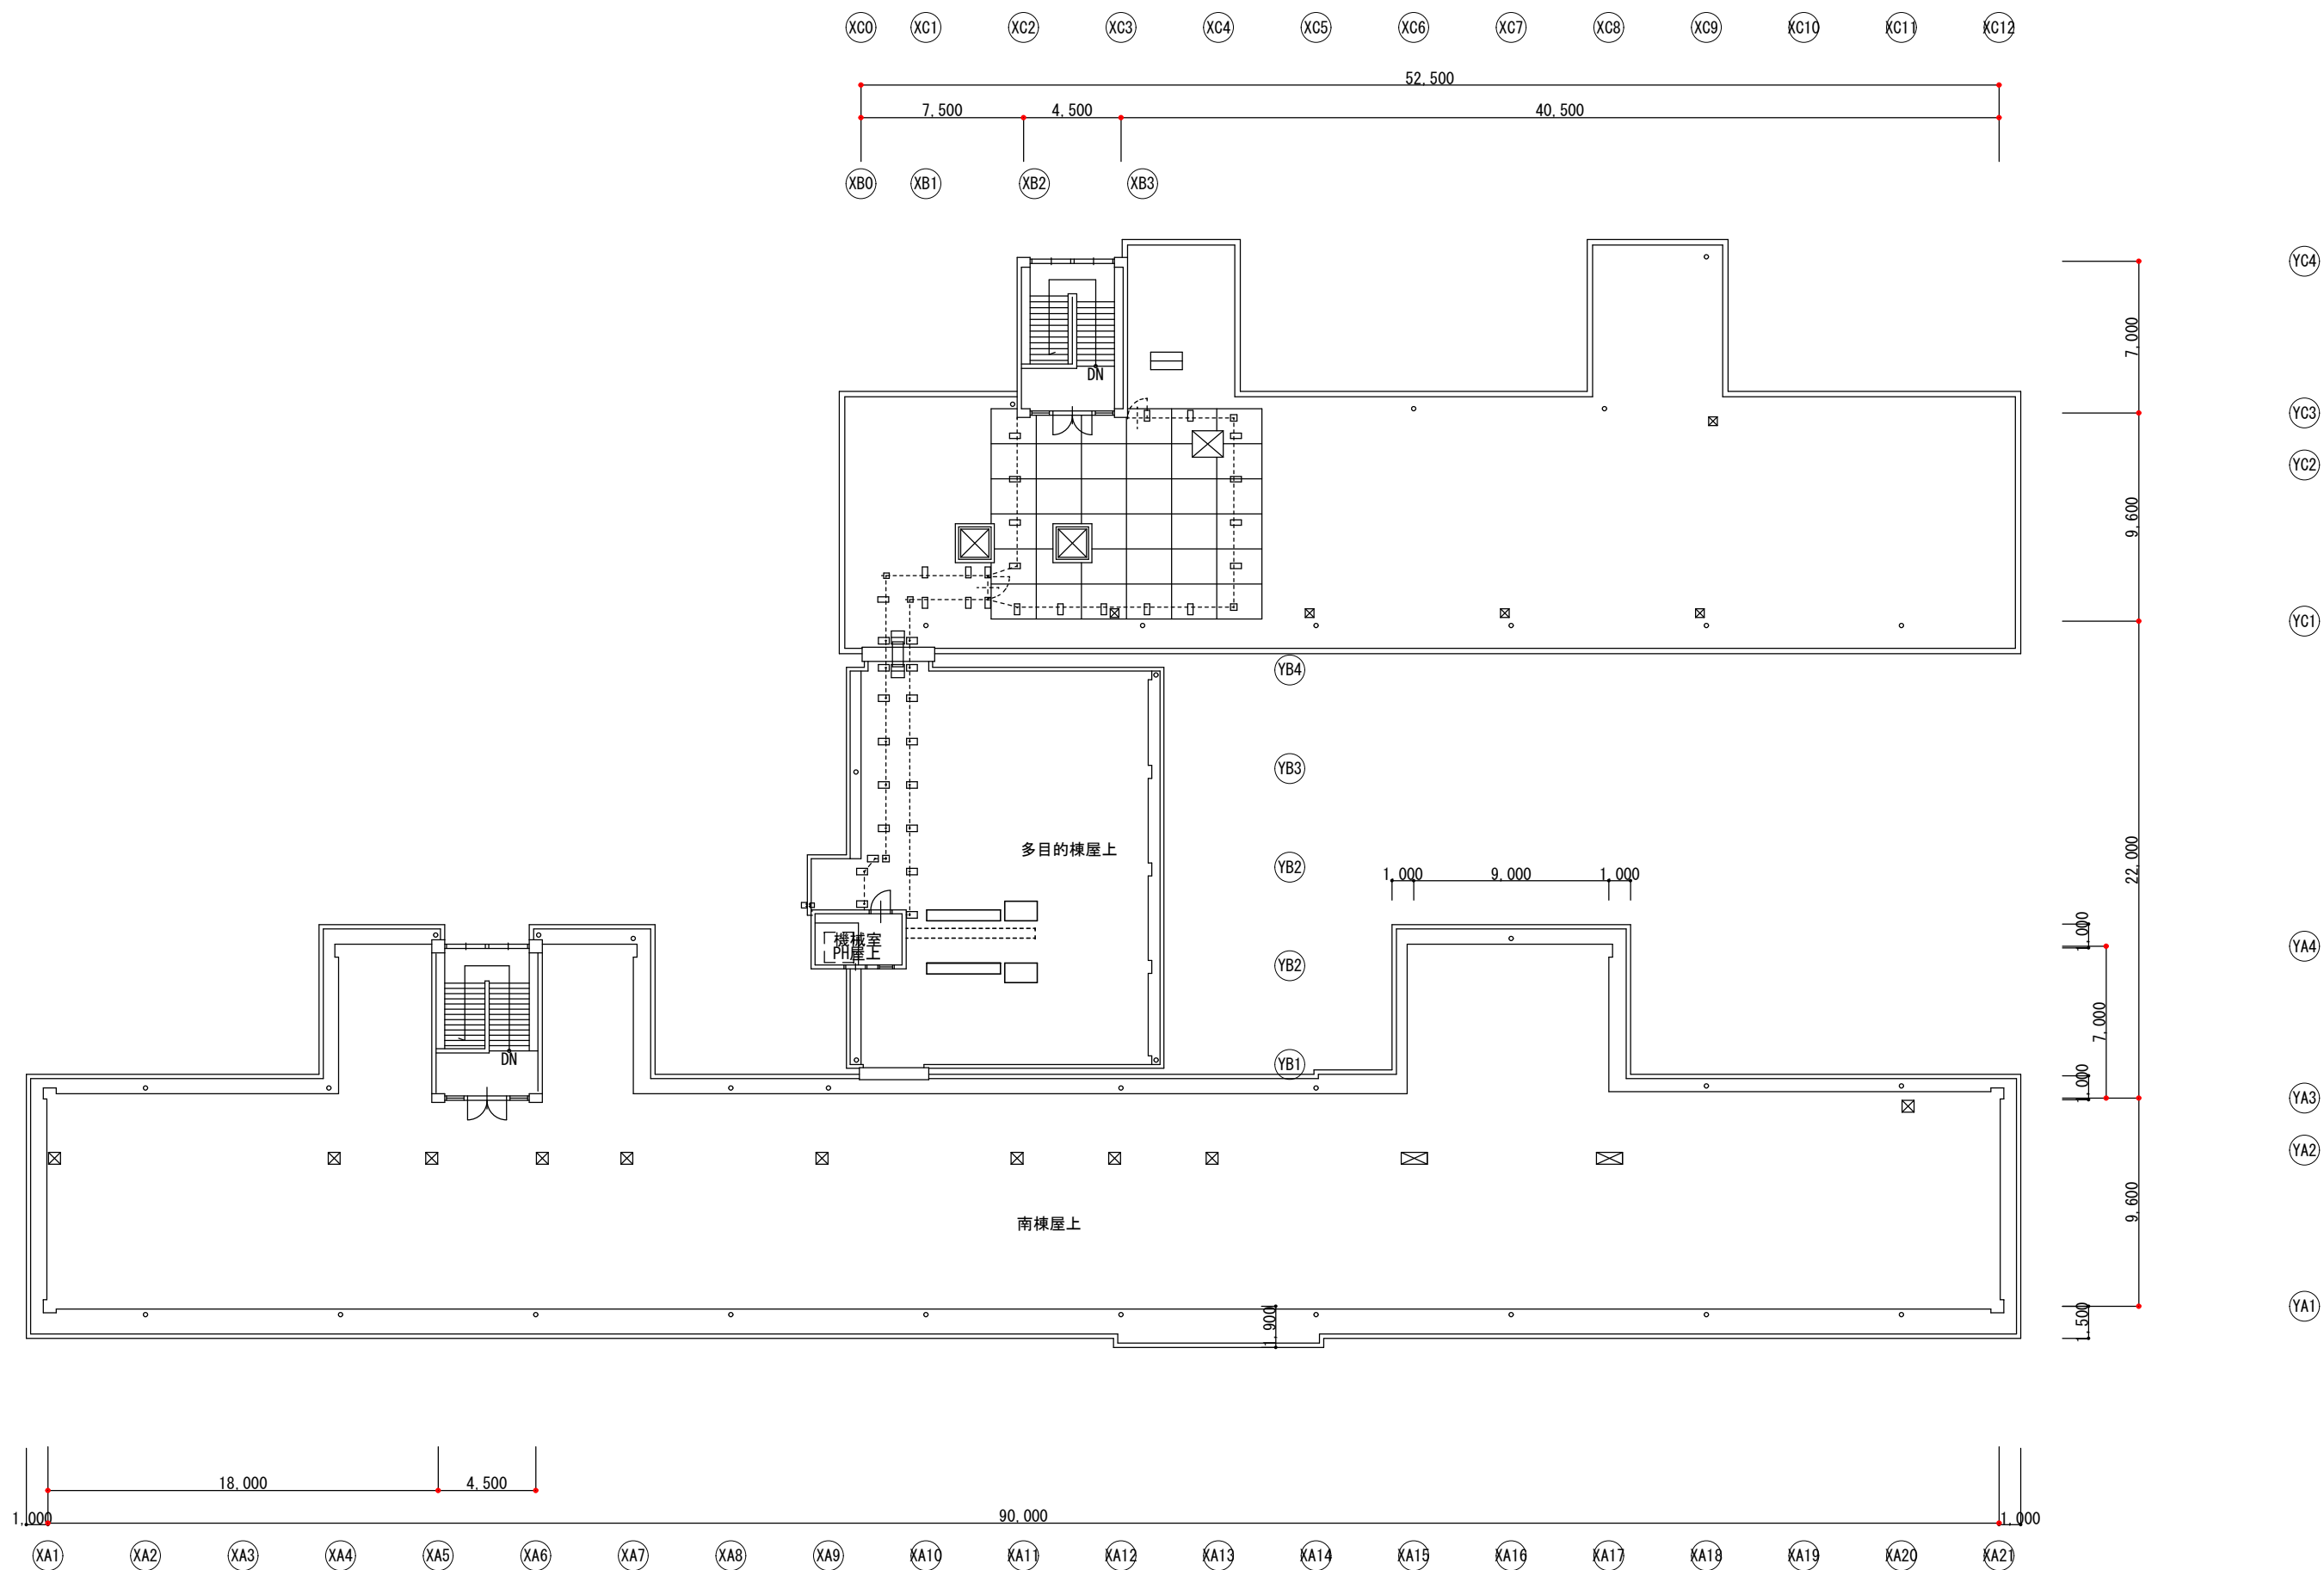 XC0 XC1 XC2 XC3 XC4 XC5 XC6 XC7 XC8 XC9 XC10 XC11 XC12
52,500
7,500 4,500 40,500
XB0 XB1 XB2 XB3
YC4
7,000
DN
YC3
YC2
9,600
YC1
YB4
YB3
多目的棟屋上
22,000
YB2
1,000 9,000 1,000
1,000
機械室
PH屋上
YA4
YB2
7,000
DN
YB1
1,000
YA3
YA2
9,600
南棟屋上
1,900
1,500
YA1
18,000 4,500
1,000 90,000 1,000
XA1 XA2 XA3 XA4 XA5 XA6 XA7 XA8 XA9 XA10 XA11 XA12 XA13 XA14 XA15 XA16 XA17 XA18 XA19 XA20 XA21